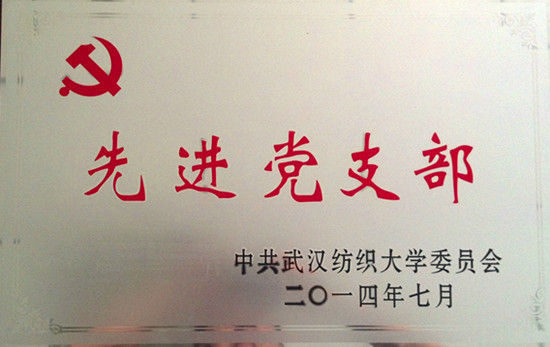 先进党支部
中共武汉纺织大学委员会
二〇一四年七月